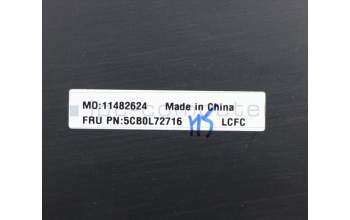 MO:11482624 Made in China
FRU PN:5CB0L72716 LCFC